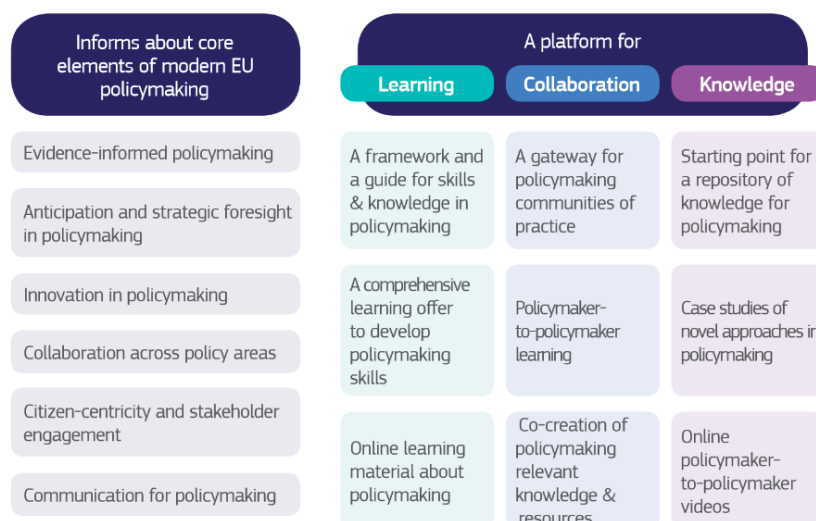 Informs about core
elements of modern EU
policymaking
Evidence-informed policymaking
Anticipation and strategic foresight
in policymaking
Innovation in policymaking
Collaboration across policy areas
Citizen-centricity and stakeholder
engagement
Communication for policymaking
A platform for
Learning
Collaboration
Knowledge
A framework and
a guide for skills
& knowledge in
policymaking
A gateway for
policymaking
communities of
practice
Starting point for
a repository of
knowledge for
policymaking
A comprehensive
learning offer
to develop
policymaking
skills
Policymaker-
to-policymaker
learning
Case studies of
novel approaches in
policymaking
Online learning
material about
policymaking
Co-creation of
policymaking
relevant
knowledge &
resources
Online
policymaker-
to-policymaker
videos